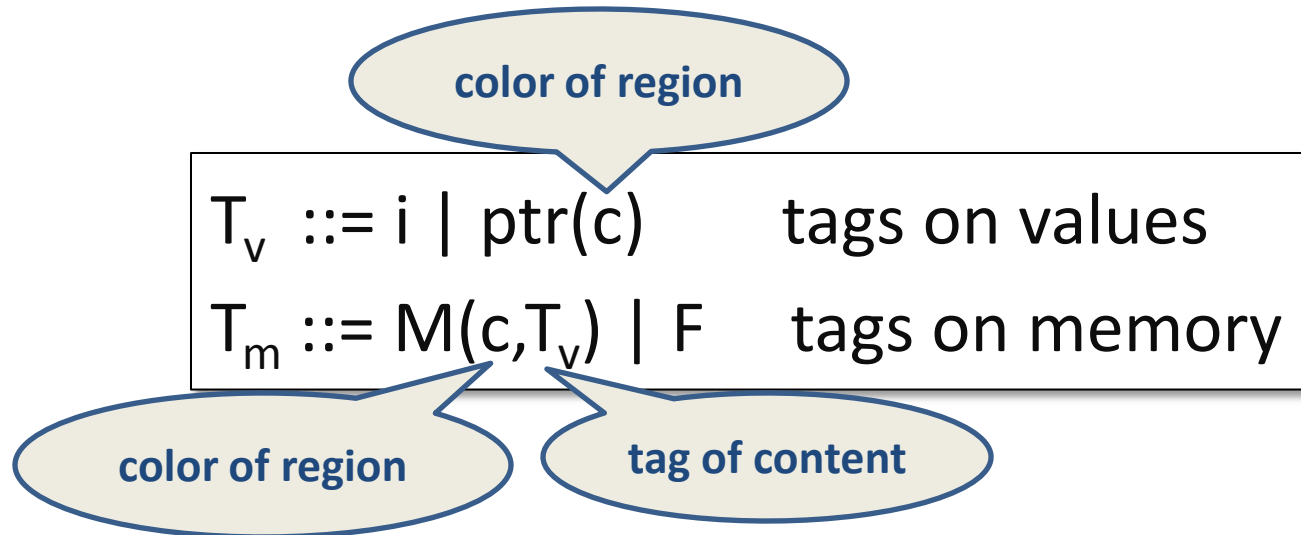 color of region
Tᵥ ::= i | ptr(c) tags on values
Tₘ ::= M(c,Tᵥ) | F tags on memory
color of region
tag of content